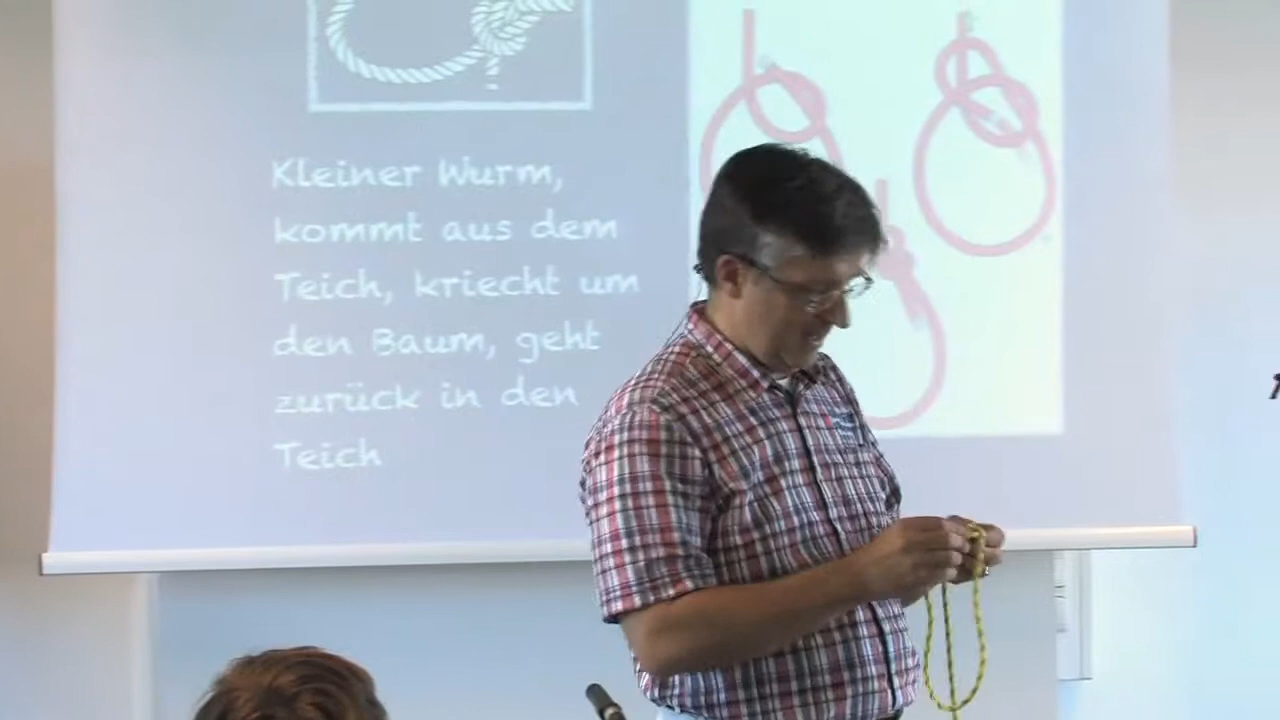 Kleiner Wurm,
kommt aus dem
Teich, kriecht um
den Baum, geht
zurück in den
Teich